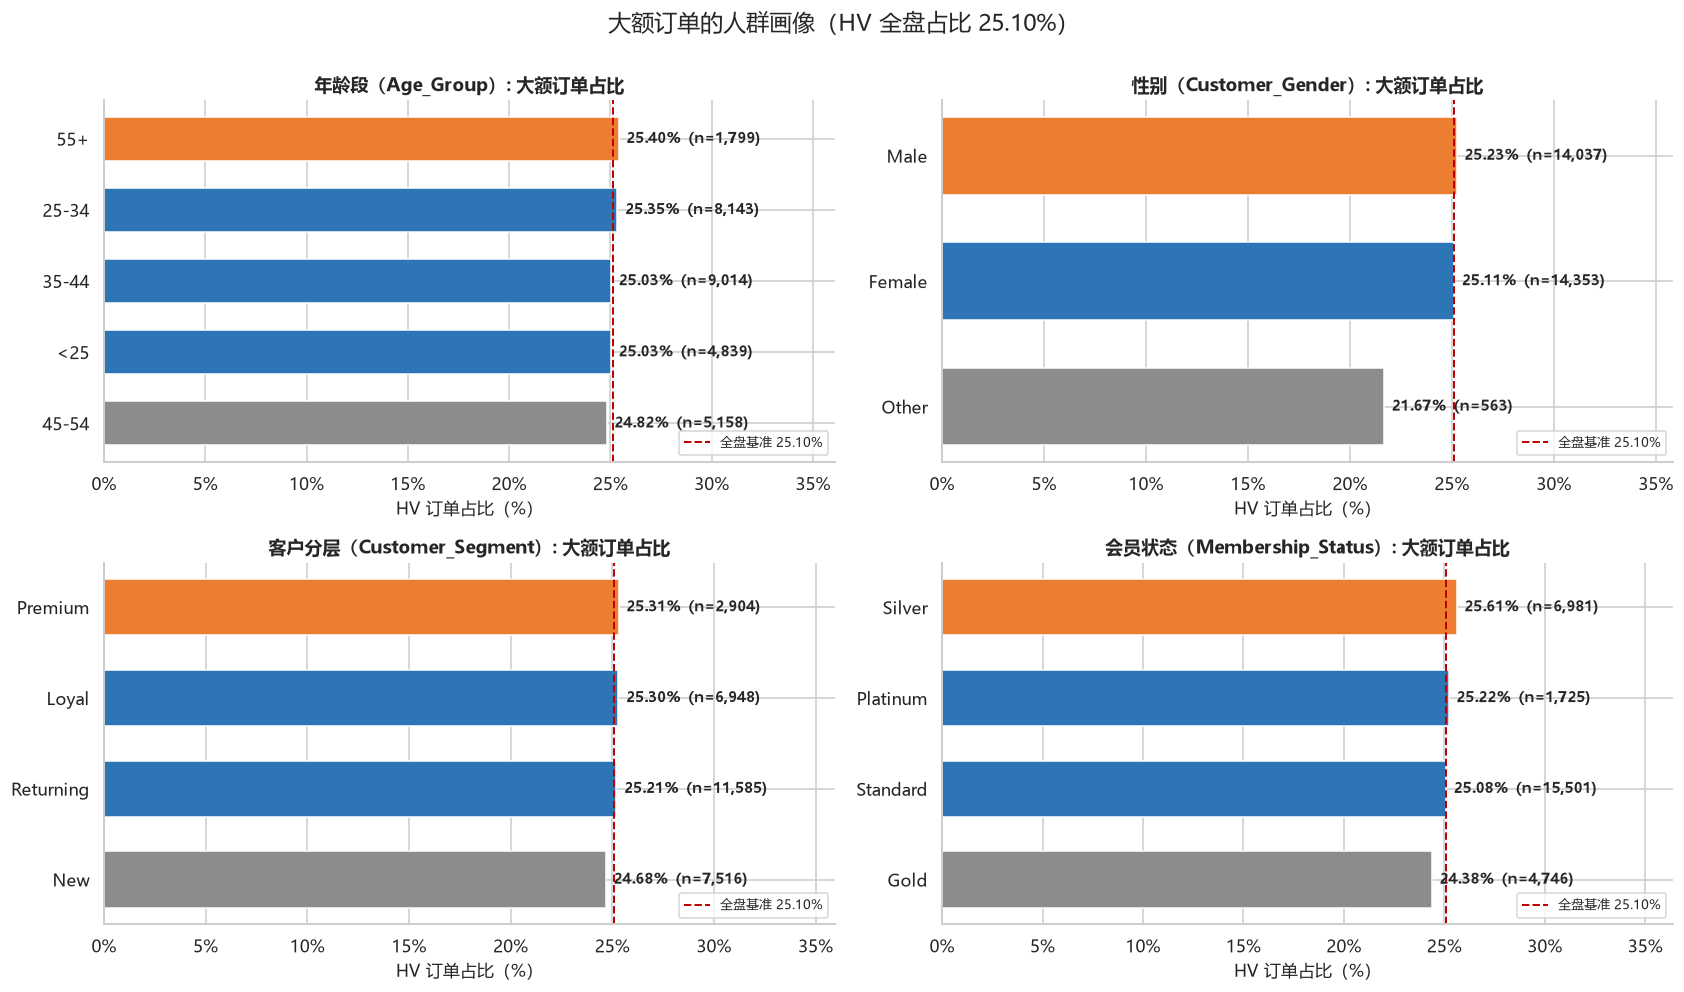 大额订单的人群画像（HV 全盘占比 25.10%）
年龄段（Age_Group）: 大额订单占比
55+
25.40% (n=1,799)
25-34
25.35% (n=8,143)
35-44
25.03% (n=9,014)
<25
25.03% (n=4,839)
45-54
24.82% (n=5,158)
全盘基准 25.10%
0% 5% 10% 15% 20% 25% 30% 35%
HV 订单占比（%）
性别（Customer_Gender）: 大额订单占比
Male
25.23% (n=14,037)
Female
25.11% (n=14,353)
Other
21.67% (n=563)
全盘基准 25.10%
0% 5% 10% 15% 20% 25% 30% 35%
HV 订单占比（%）
客户分层（Customer_Segment）: 大额订单占比
Premium
25.31% (n=2,904)
Loyal
25.30% (n=6,948)
Returning
25.21% (n=11,585)
New
24.68% (n=7,516)
全盘基准 25.10%
0% 5% 10% 15% 20% 25% 30% 35%
HV 订单占比（%）
会员状态（Membership_Status）: 大额订单占比
Silver
25.61% (n=6,981)
Platinum
25.22% (n=1,725)
Standard
25.08% (n=15,501)
Gold
24.38% (n=4,746)
全盘基准 25.10%
0% 5% 10% 15% 20% 25% 30% 35%
HV 订单占比（%）